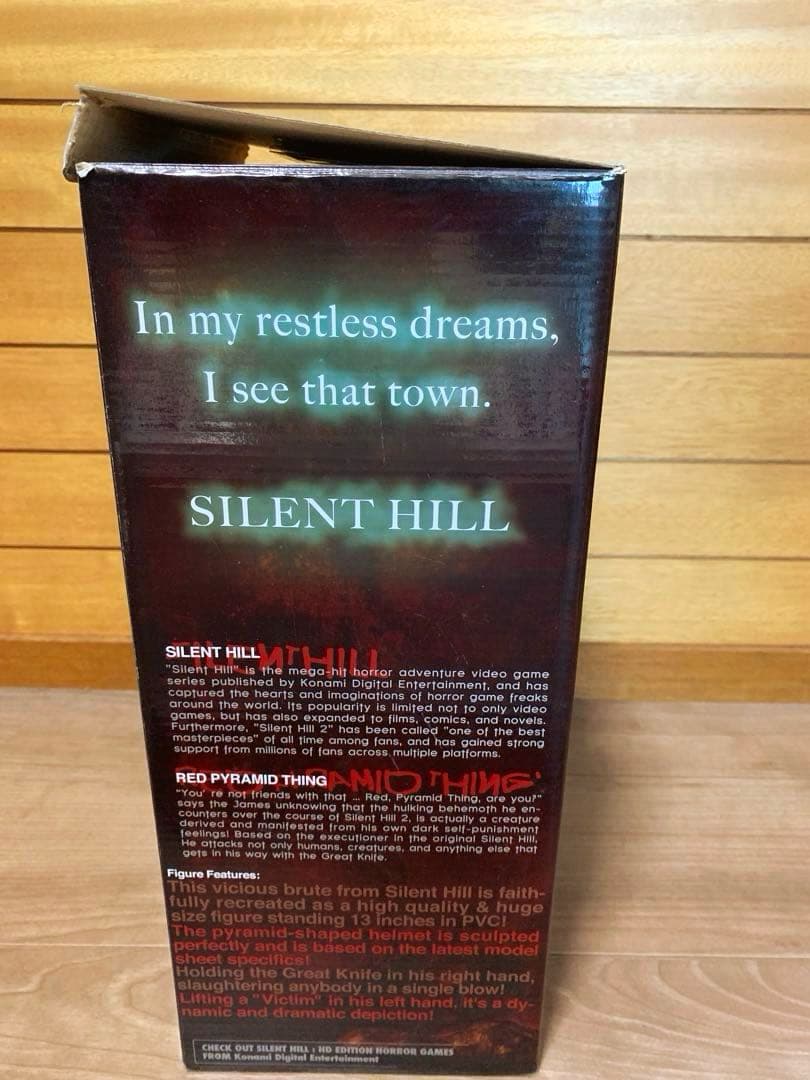 In my restless dreams,
I see that town.
SILENT HILL
SILENT HILL
"Silent Hill" is the mega-hit horror adventure video game
series published by Konami Digital Entertainment, and has
captured the hearts and imaginations of horror game freaks
around the world. Its popularity is limited not to only video
games, but has also expanded to films, comics, and novels.
Furthermore, "Silent Hill 2" has been called "one of the best
masterpieces" of all time among fans, and has gained strong
support from millions of fans across multiple platforms.
RED PYRAMID THING
"You' re not friends with that ... Red, Pyramid Thing, are you?"
says the James unknowing that the hulking behemoth he en-
counters over the course of Silent Hill 2, is actually a creature
derived and manifested from his own dark self-punishment
feelings! Based on the executioner in the original Silent Hill,
He attacks not only humans, creatures, and anything else that
gets in his way with the Great Knife.
Figure Features:
This vicious brute from Silent Hill is faith-
fully recreated as a high quality & huge
size figure standing 13 inches in PVC!
The pyramid-shaped helmet is sculpted
perfectly and is based on the latest model
sheet specifics!
Holding the Great Knife in his right hand,
slaughtering anybody in a single blow!
Lifting a "Victim" in his left hand, it's a dy-
namic and dramatic depiction!
CHECK OUT SILENT HILL : HD EDITION HORROR GAMES
FROM Konami Digital Entertainment